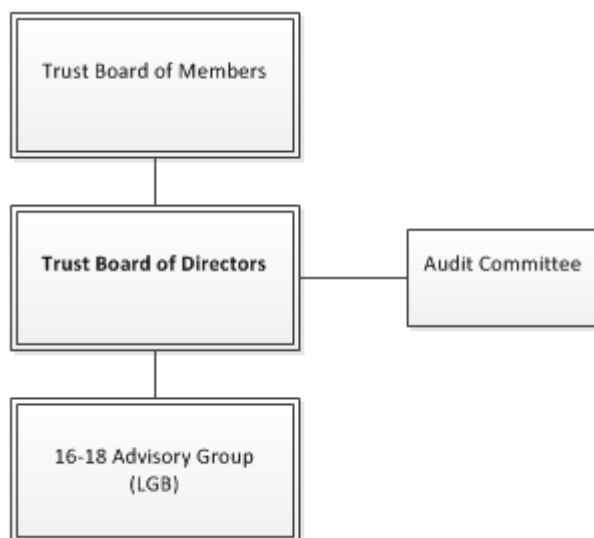 Trust Board of Members
Trust Board of Directors
Audit Committee
16-18 Advisory Group
(LGB)